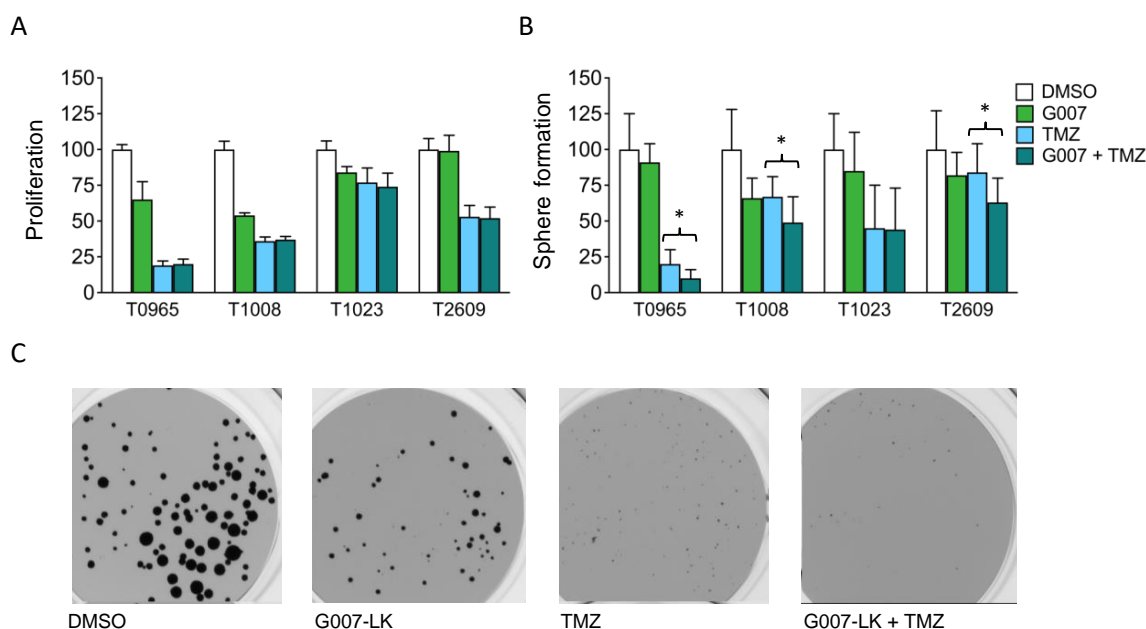 A
B
150
125
100
75
50
25
0
Proliferation
T0965 T1008 T1023 T2609
150
125
100
75
50
25
0
Sphere formation
* * *
T0965 T1008 T1023 T2609
DMSO
G007
TMZ
G007 + TMZ
C
DMSO G007-LK TMZ G007-LK + TMZ